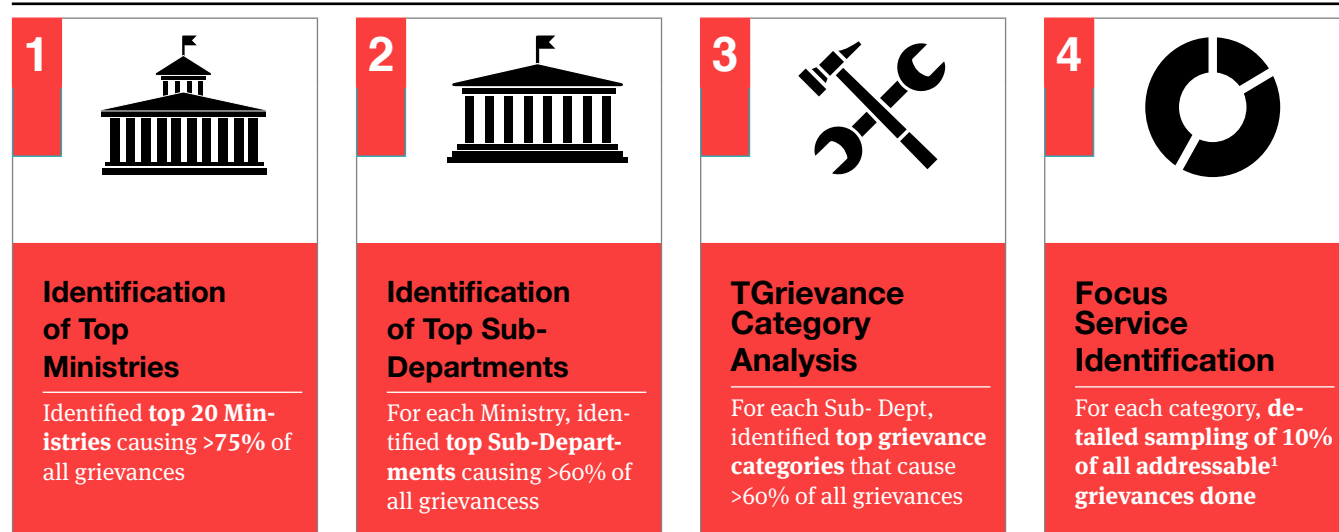 1
Identification
of Top
Ministries
Identified top 20 Min-
istries causing >75% of
all grievances
2
Identification
of Top Sub-
Departments
For each Ministry, iden-
tified top Sub-Depart-
ments causing >60% of
all grievancess
3
TGrievance
Category
Analysis
For each Sub- Dept,
identified top grievance
categories that cause
>60% of all grievances
4
Focus
Service
Identification
For each category, de-
tailed sampling of 10%
of all addressable¹
grievances done